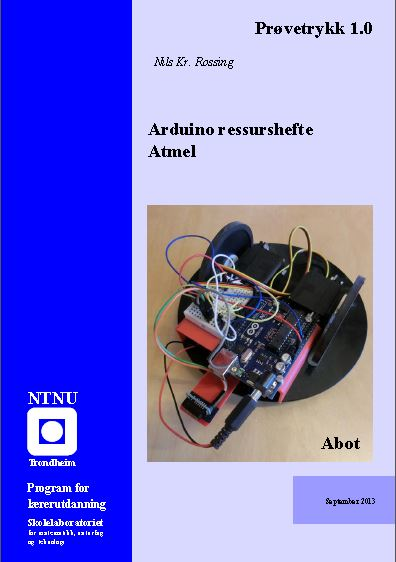 Prøvetrykk 1.0
Nils Kr. Rossing
Arduino ressurshefte
Atmel
Abot
NTNU
Trondheim
Program for
lærerutdanning
Skolelaboratoriet
for matematikk, naturfag
og teknologi
September 2013